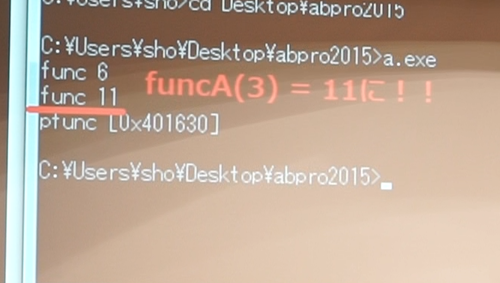 C:¥Users¥sho>cd Desktop¥abpro2015
C:¥Users¥sho¥Desktop¥abpro2015>a.exe
func 6
func 11
funcA(3) = 11に！！
pfunc [0x401630]
C:¥Users¥sho¥Desktop¥abpro2015>